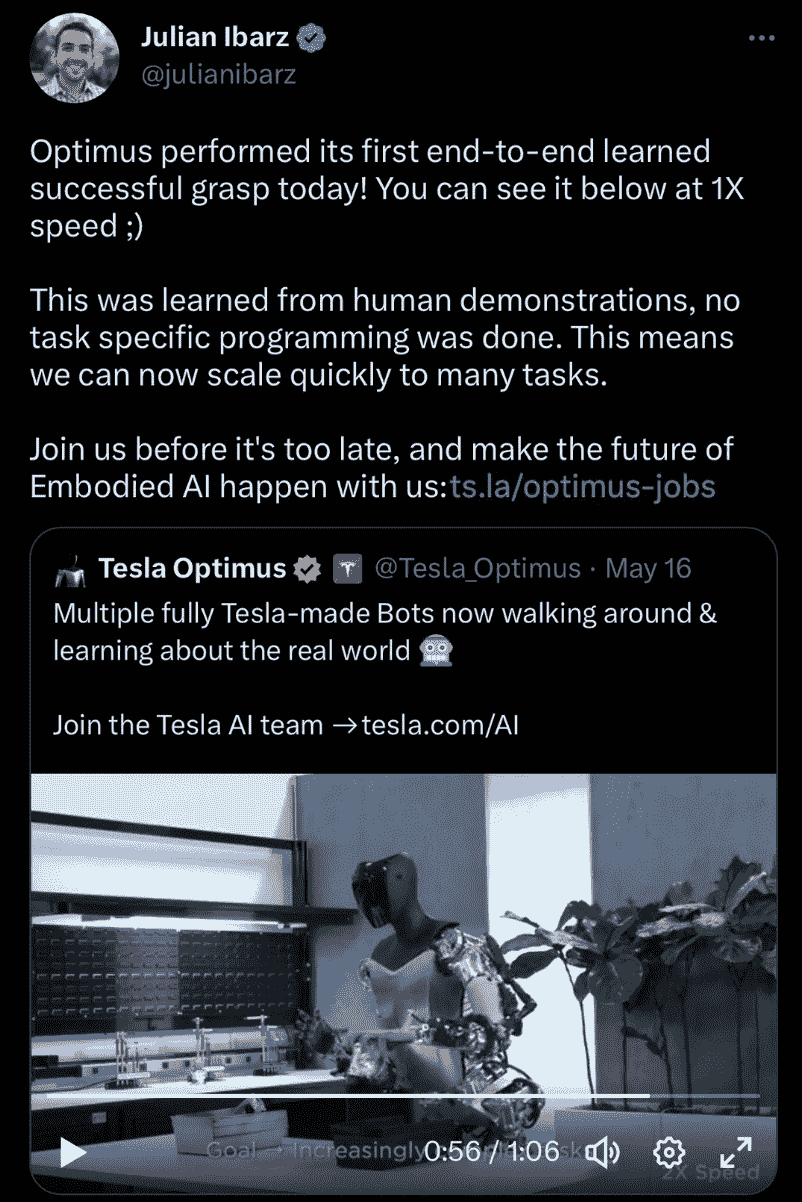 Julian Ibarz
@julianibarz
Optimus performed its first end-to-end learned
successful grasp today! You can see it below at 1X
speed ;)
This was learned from human demonstrations, no
task specific programming was done. This means
we can now scale quickly to many tasks.
Join us before it's too late, and make the future of
Embodied AI happen with us: ts.la/optimus-jobs
Tesla Optimus @Tesla_Optimus · May 16
Multiple fully Tesla-made Bots now walking around &
learning about the real world 🤖
Join the Tesla AI team →tesla.com/AI
Goal → Increasingly
0:56 / 1:06
2X Speed